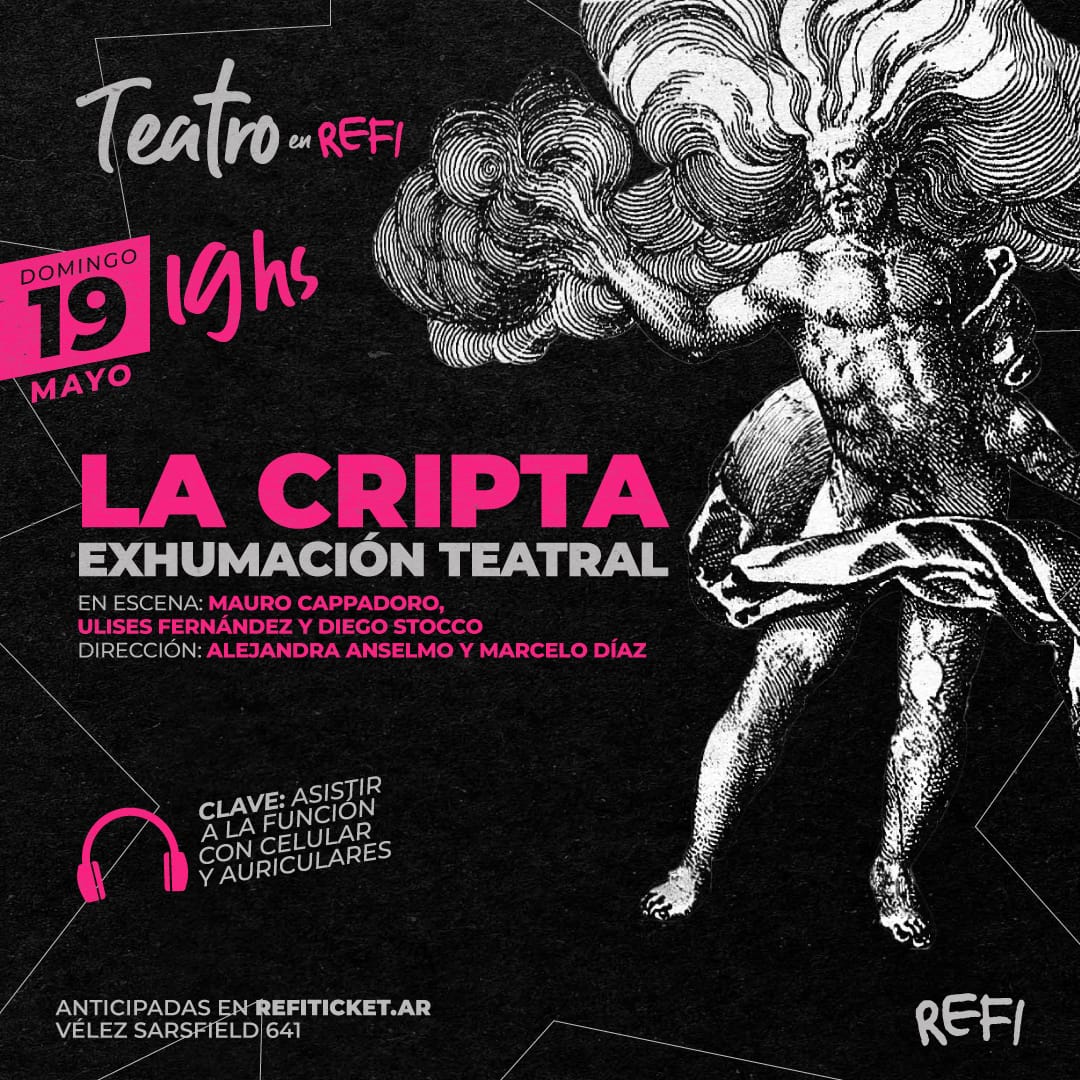 Teatro en REFI
DOMINGO
19
MAYO
19 hs
LA CRIPTA
EXHUMACIÓN TEATRAL
EN ESCENA: MAURO CAPPADORO,
ULISES FERNÁNDEZ Y DIEGO STOCCO
DIRECCIÓN: ALEJANDRA ANSELMO Y MARCELO DÍAZ
CLAVE: ASISTIR
A LA FUNCIÓN
CON CELULAR
Y AURICULARES
ANTICIPADAS EN REFITICKET.AR
VÉLEZ SARSFIELD 641
REFI